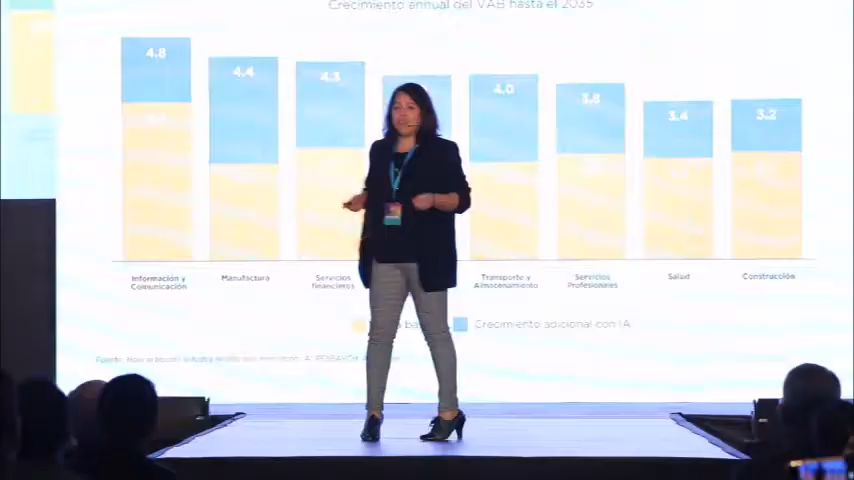 Crecimiento annual del VAB hasta el 2035
4.8
4.4
4.3
4.0
3.8
3.4
3.2
Información y
Comunicación
Manufactura
Servicios
financieros
Transporte y
Almacenamiento
Servicios
Profesionales
Salud
Construcción
Crecimiento adicional con IA